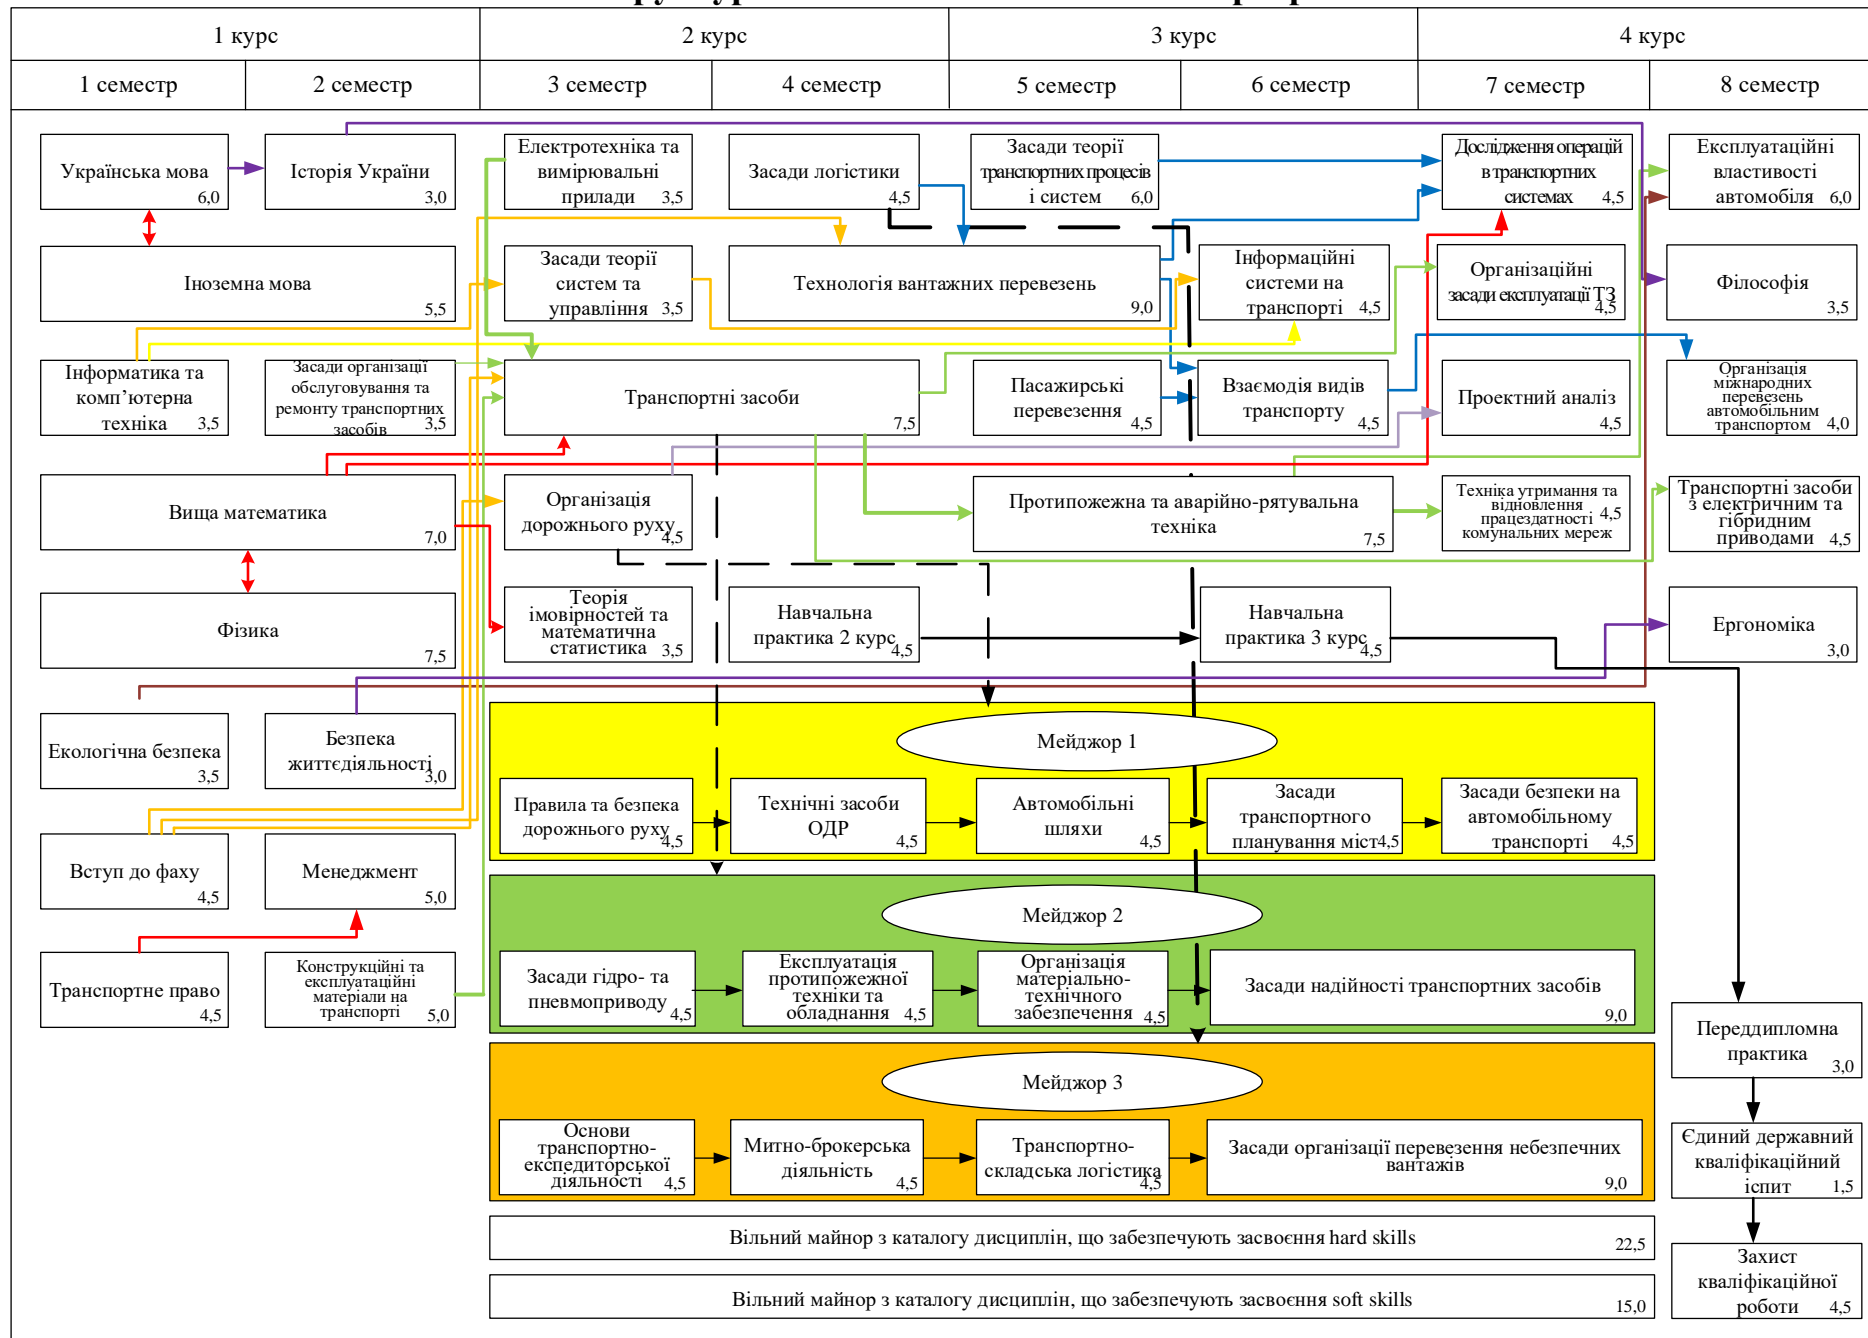 1 курс
2 курс
3 курс
4 курс
1 семестр
2 семестр
3 семестр
4 семестр
5 семестр
6 семестр
7 семестр
8 семестр
Українська мова
6,0
Історія України
3,0
Електротехніка та
вимірювальні
прилади 3,5
Засади логістики
4,5
Засади теорії
транспортних процесів
і систем 6,0
Дослідження операцій
в транспортних
системах 4,5
Експлуатаційні
властивості
автомобіля 6,0
Іноземна мова
5,5
Засади теорії
систем та
управління 3,5
Технологія вантажних перевезень
9,0
Інформаційні
системи на
транспорті 4,5
Організаційні
засади експлуатації ТЗ
4,5
Філософія
3,5
Інформатика та
комп’ютерна
техніка 3,5
Засади організації
обслуговування та
ремонту транспортних
засобів 3,5
Транспортні засоби
7,5
Пасажирські
перевезення
4,5
Взаємодія видів
транспорту
4,5
Проектний аналіз
4,5
Організація
міжнародних
перевезень
автомобільним
транспортом 4,0
Вища математика
7,0
Організація
дорожнього руху
4,5
Протипожежна та аварійно-рятувальна
техніка
7,5
Техніка утримання та
відновлення
працездатності 4,5
комунальних мереж
Транспортні засоби
з електричним та
гібридним
приводами 4,5
Фізика
7,5
Теорія
імовірностей та
математична
статистика 3,5
Навчальна
практика 2 курс
4,5
Навчальна
практика 3 курс
4,5
Ергономіка
3,0
Екологічна безпека
3,5
Безпека
життєдіяльності
3,0
Мейджор 1
Правила та безпека
дорожнього руху
4,5
Технічні засоби
ОДР
4,5
Автомобільні
шляхи
4,5
Засади
транспортного
планування міст 4,5
Засади безпеки на
автомобільному
транспорті 4,5
Вступ до фаху
4,5
Менеджмент
5,0
Мейджор 2
Транспортне право
4,5
Конструкційні та
експлуатаційні
матеріали на
транспорті 5,0
Засади гідро- та
пневмоприводу
4,5
Експлуатація
протипожежної
техніки та
обладнання 4,5
Організація
матеріально-
технічного
забезпечення 4,5
Засади надійності транспортних засобів
9,0
Переддипломна
практика
3,0
Мейджор 3
Основи
транспортно-
експедиторської
діяльності 4,5
Митно-брокерська
діяльність
4,5
Транспортно-
складська логістика
4,5
Засади організації перевезення небезпечних
вантажів
9,0
Єдиний державний
кваліфікаційний
іспит 1,5
Вільний майнор з каталогу дисциплін, що забезпечують засвоєння hard skills
22,5
Вільний майнор з каталогу дисциплін, що забезпечують засвоєння soft skills
15,0
Захист
кваліфікаційної
роботи 4,5